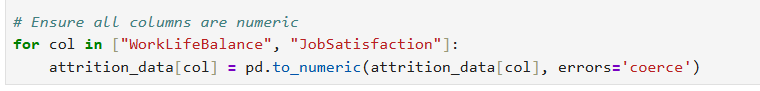 # Ensure all columns are numeric
for col in ["WorkLifeBalance", "JobSatisfaction"]:
    attrition_data[col] = pd.to_numeric(attrition_data[col], errors='coerce')